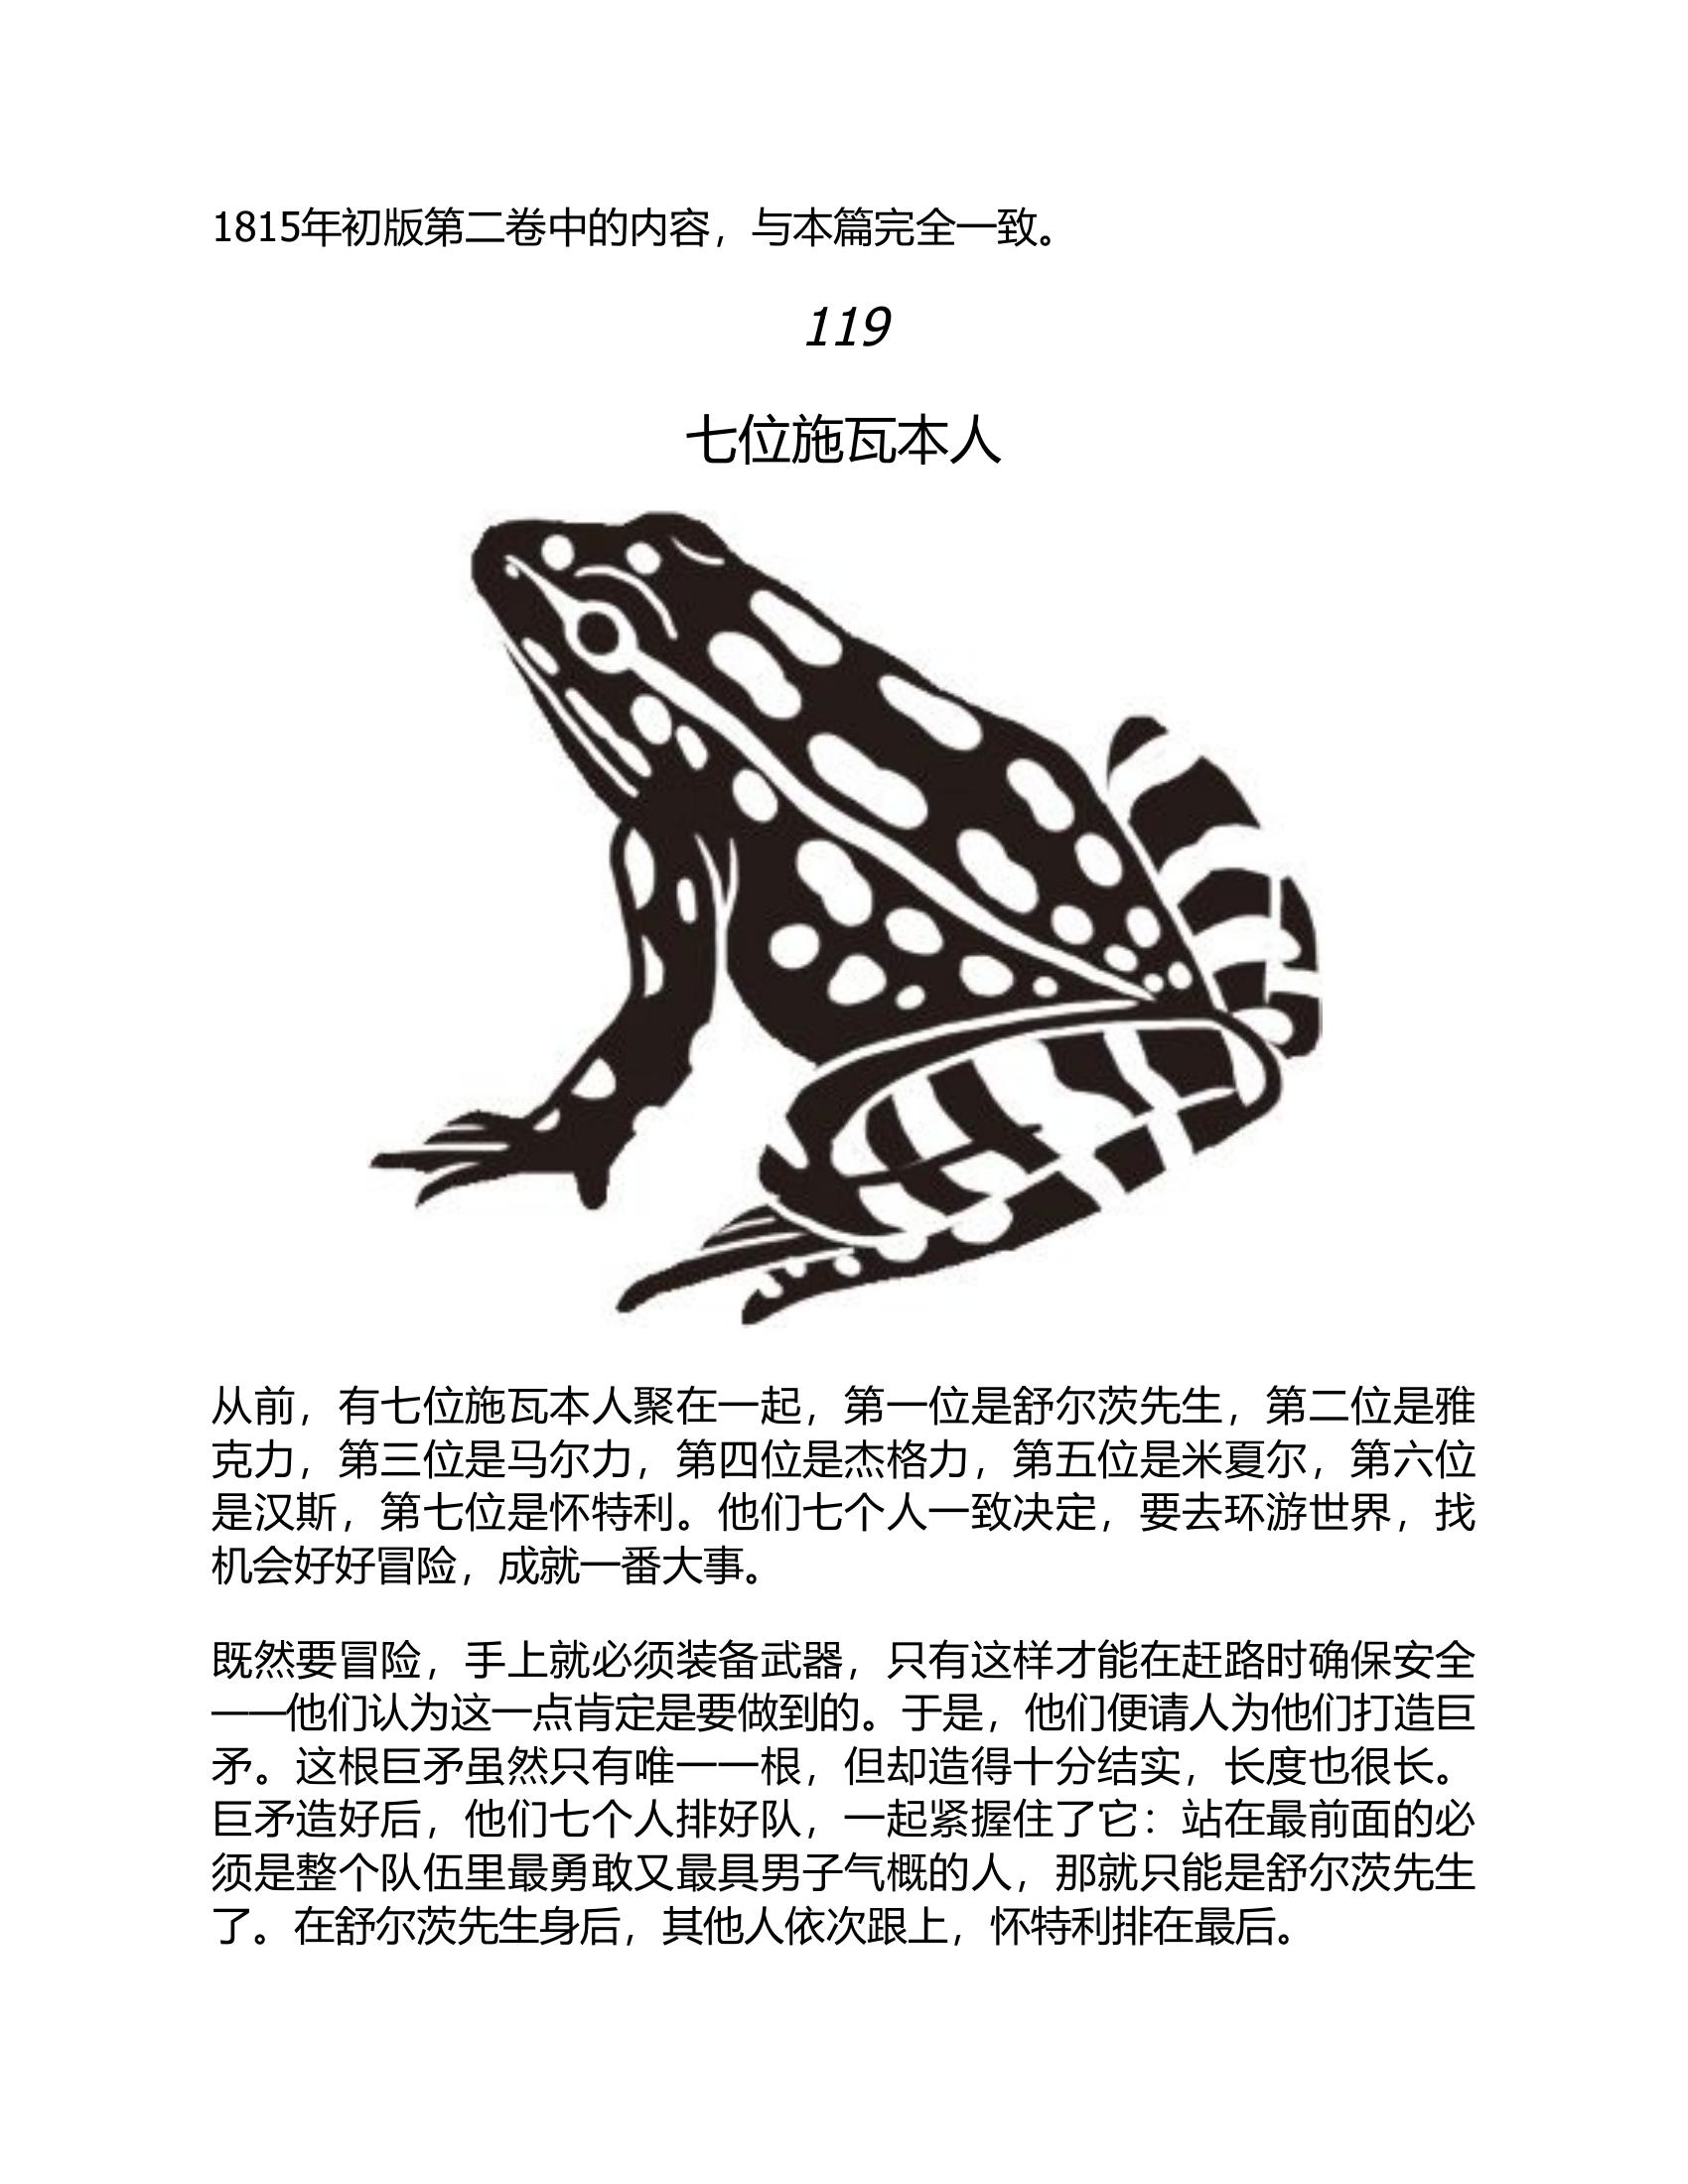 1815年初版第二卷中的内容，与本篇完全一致。
119
七位施瓦本人
从前，有七位施瓦本人聚在一起，第一位是舒尔茨先生，第二位是雅
克力，第三位是马尔力，第四位是杰格力，第五位是米夏尔，第六位
是汉斯，第七位是怀特利。他们七个人一致决定，要去环游世界，找
机会好好冒险，成就一番大事。
既然要冒险，手上就必须装备武器，只有这样才能在赶路时确保安全
——他们认为这一点肯定是要做到的。于是，他们便请人为他们打造巨
矛。这根巨矛虽然只有唯一一根，但却造得十分结实，长度也很长。
巨矛造好后，他们七个人排好队，一起紧握住了它：站在最前面的必
须是整个队伍里最勇敢又最具男子气概的人，那就只能是舒尔茨先生
了。在舒尔茨先生身后，其他人依次跟上，怀特利排在最后。